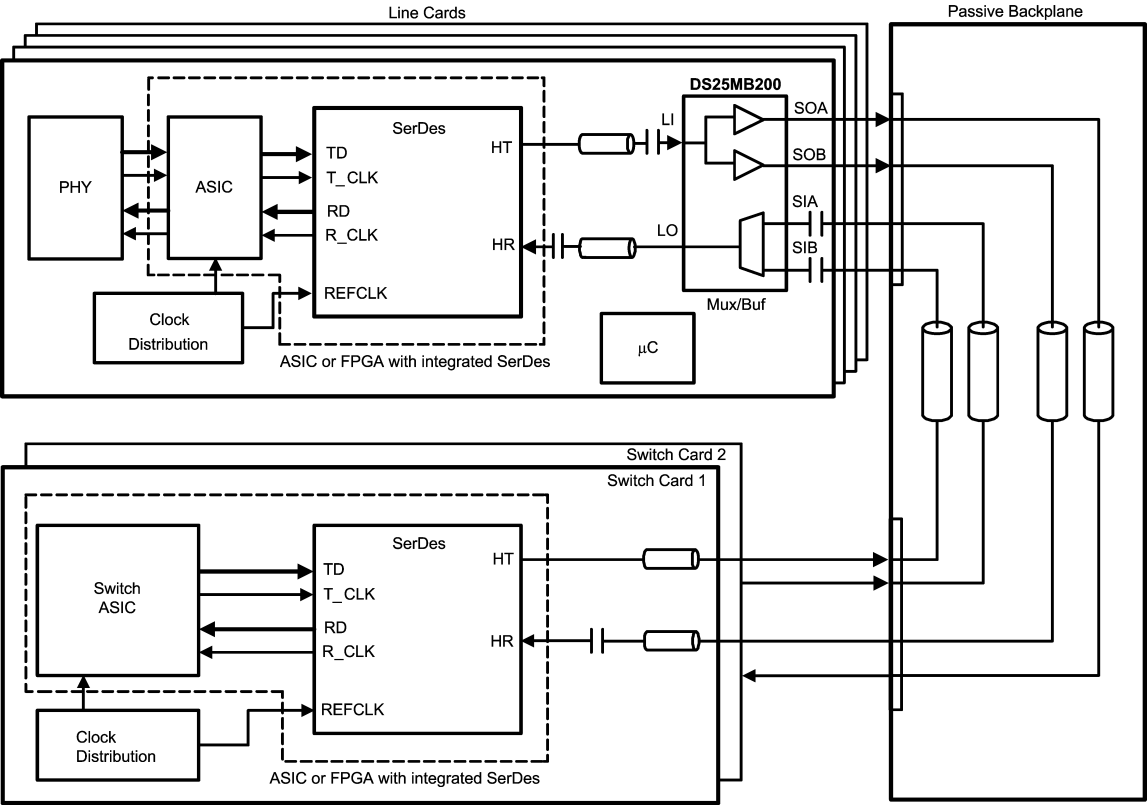 Line Cards
Passive Backplane
DS25MB200
SOA
LI
SerDes
HT
TD
SOB
PHY
ASIC
T_CLK
SIA
RD
LO
R_CLK
HR
SIB
REFCLK
Mux/Buf
Clock
Distribution
μC
ASIC or FPGA with integrated SerDes
Switch Card 2
Switch Card 1
SerDes
HT
TD
Switch
ASIC
T_CLK
RD
HR
R_CLK
REFCLK
Clock
Distribution
ASIC or FPGA with integrated SerDes